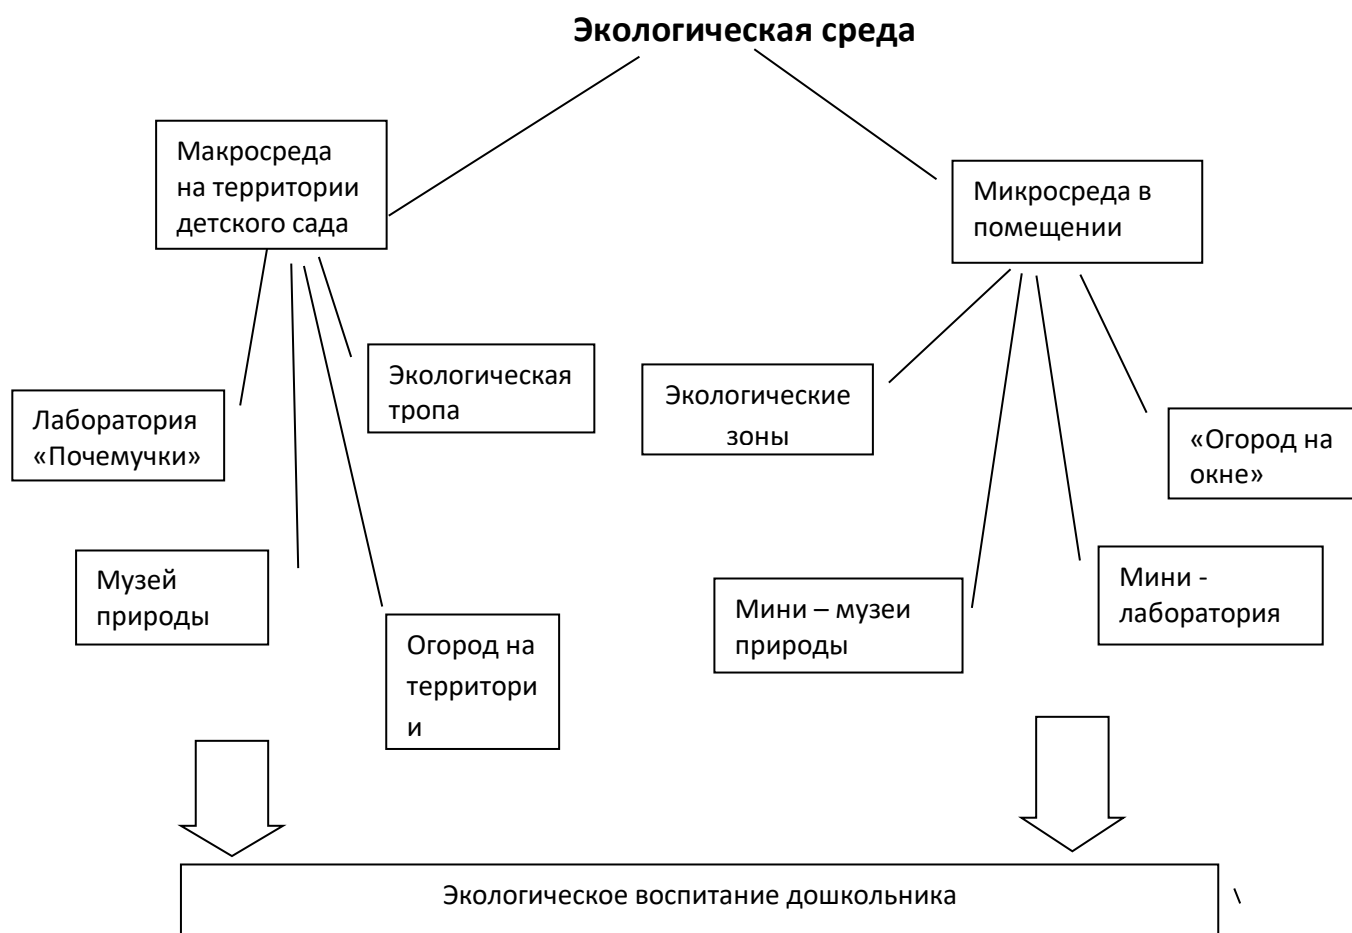 Экологическая среда
Макросреда
на территории
детского сада
Микросреда в
помещении
Экологическая
тропа
Экологические
зоны
Лаборатория
«Почемучки»
«Огород на
окне»
Музей
природы
Огород на
территори
и
Мини – музеи
природы
Мини -
лаборатория
Экологическое воспитание дошкольника
\